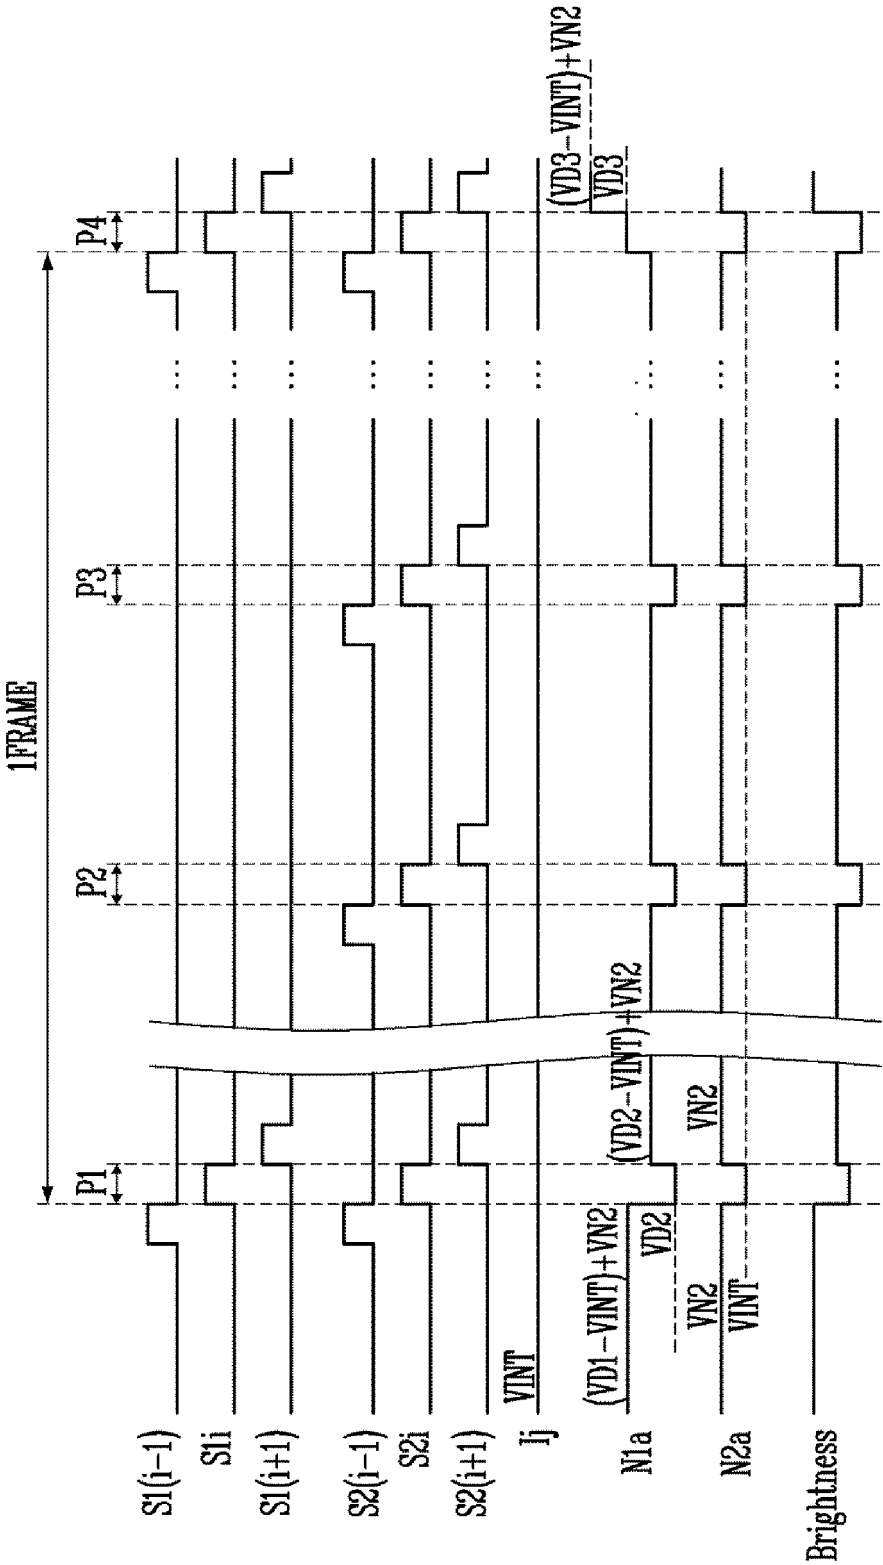 1FRAME
P1
P2
P3
P4
S1(i-1)
...
S1i
...
S1(i+1)
...
S2(i-1)
...
S2i
...
S2(i+1)
...
VINT
Ij
...
(VD1-VINT)+VN2
(VD2-VINT)+VN2
(VD3-VINT)+VN2
VD2
VD3
N1a
...
VN2
VN2
N2a
...
VINT
Brightness
...